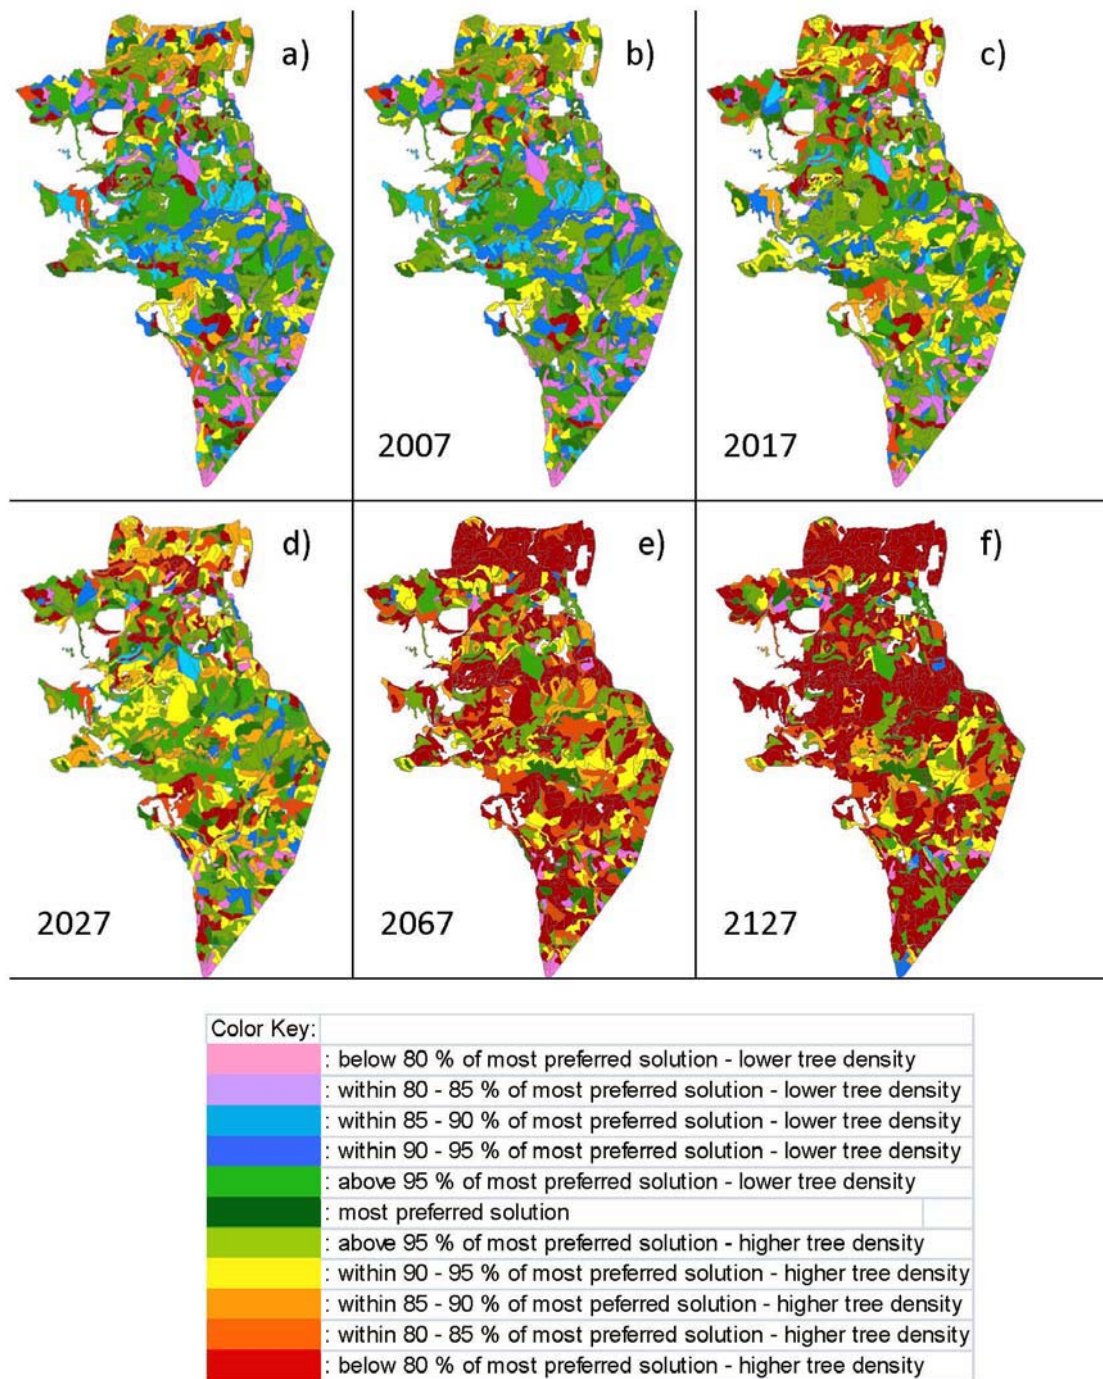 a)
b)
c)
2007
2017
d)
e)
f)
2027
2067
2127
Color Key:
: below 80 % of most preferred solution - lower tree density
: within 80 - 85 % of most preferred solution - lower tree density
: within 85 - 90 % of most preferred solution - lower tree density
: within 90 - 95 % of most preferred solution - lower tree density
: above 95 % of most preferred solution - lower tree density
: most preferred solution
: above 95 % of most preferred solution - higher tree density
: within 90 - 95 % of most preferred solution - higher tree density
: within 85 - 90 % of most peferred solution - higher tree density
: within 80 - 85 % of most preferred solution - higher tree density
: below 80 % of most preferred solution - higher tree density